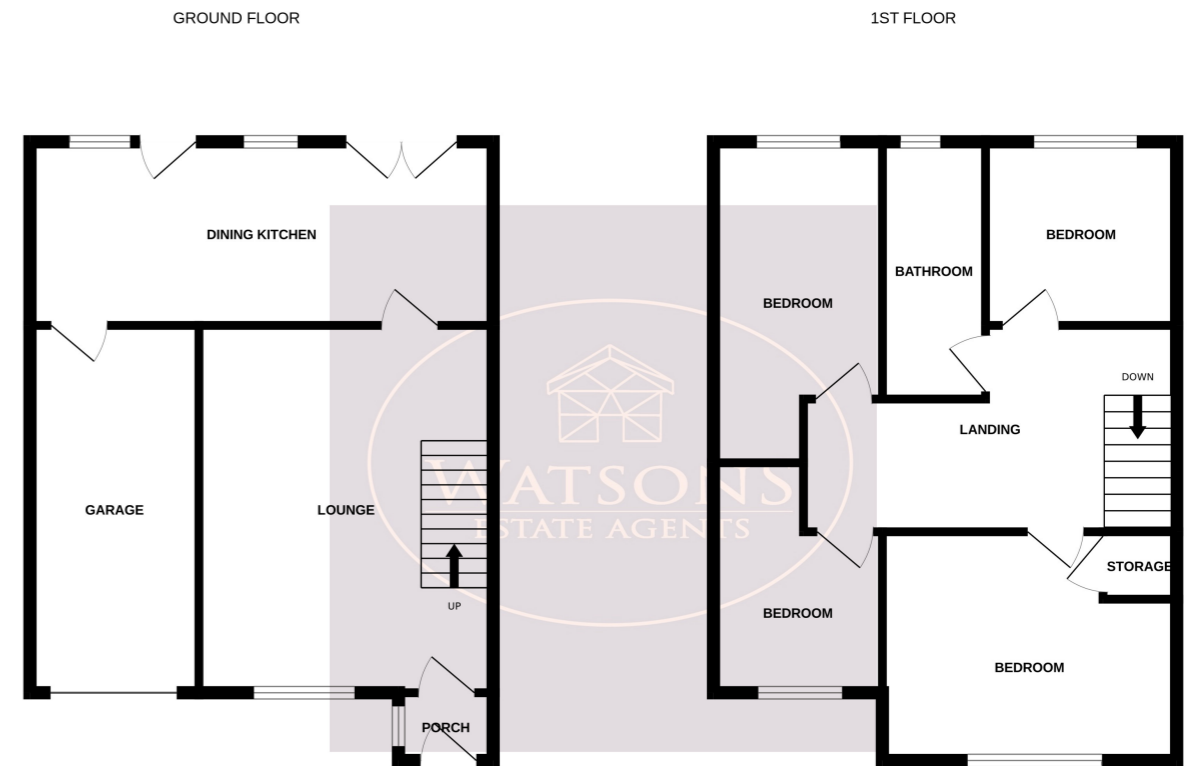 GROUND FLOOR
1ST FLOOR
DINING KITCHEN
GARAGE
LOUNGE
UP
PORCH
BEDROOM
BATHROOM
BEDROOM
DOWN
LANDING
STORAGE
BEDROOM
BEDROOM
WATSONS
ESTATE AGENTS